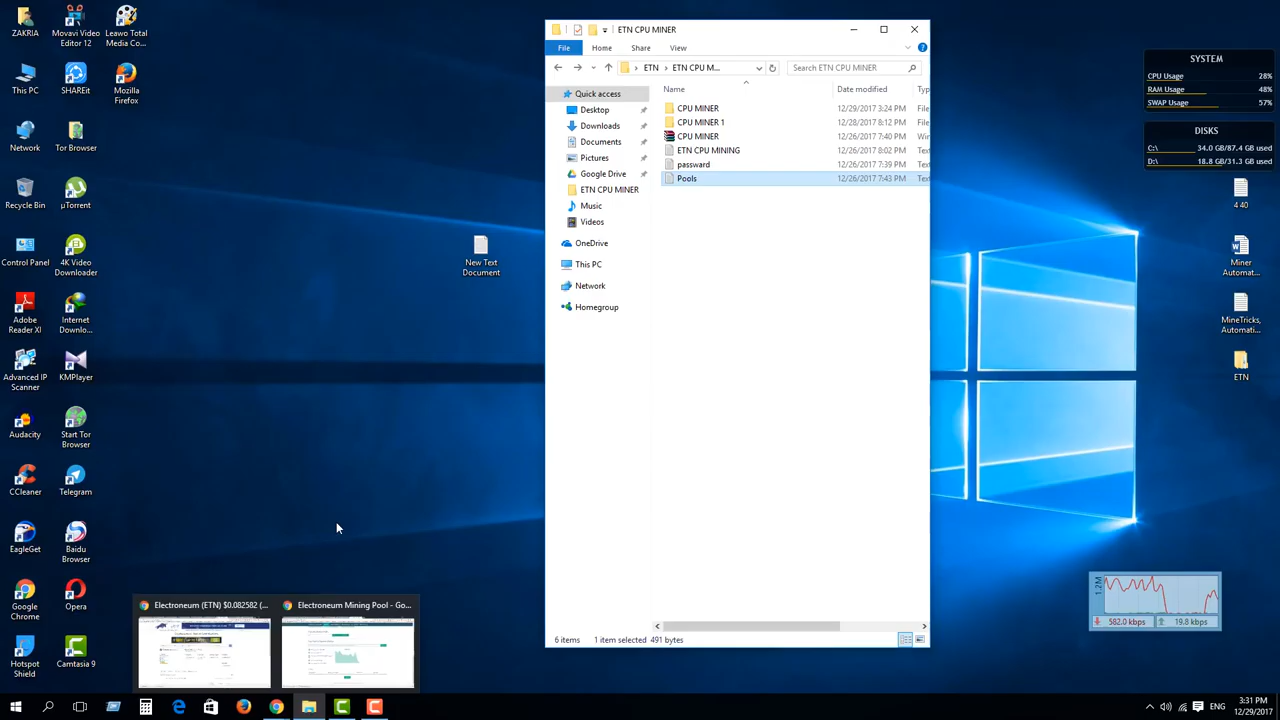 ZAKRIA
Movavi Video
Editor 12
Leawo Total
Media Co...
This PC
SHAREit
Mozilla
Firefox
Network
Tor Browser
Recycle Bin
µTorrent
Control Panel
4K Video
Downloader
Adobe
Reader XI
Internet
Downlo...
Advanced IP
Scanner
KMPlayer
Audacity
Start Tor
Browser
CCleaner
Telegram
EagleGet
Baidu
Browser
Google
Opera
Hotspot
Shield
Camtasia 9
New Text
Document
ETN CPU MINER
File
Home
Share
View
ETN
ETN CPU M...
Search ETN CPU MINER
Name
Date modified
Quick access
Desktop
Downloads
Documents
Pictures
Google Drive
ETN CPU MINER
Music
Videos
OneDrive
This PC
Network
Homegroup
CPU MINER 12/29/2017 3:24 PM
CPU MINER 1 12/28/2017 8:12 PM
CPU MINER 12/26/2017 7:40 PM
ETN CPU MINING 12/26/2017 8:02 PM
passward 12/26/2017 7:39 PM
Pools 12/26/2017 7:43 PM
6 items 1 item selected 491 bytes
SYSTEM
CPU Usage 28%
RAM Usage 48%
SWAP Usage 57%
DISKS
C:\ 34.0 GB/87.4 GB used
D:\ 18.8 GB/31.3 GB used
4 40
Miner
Automat...
MineTricks,
Automati...
ETN
582.0 kbps 19.8 kbps
Electroneum (ETN) $0.082582 (...
Electroneum Mining Pool - Go...
ENG
3:31 PM
12/29/2017